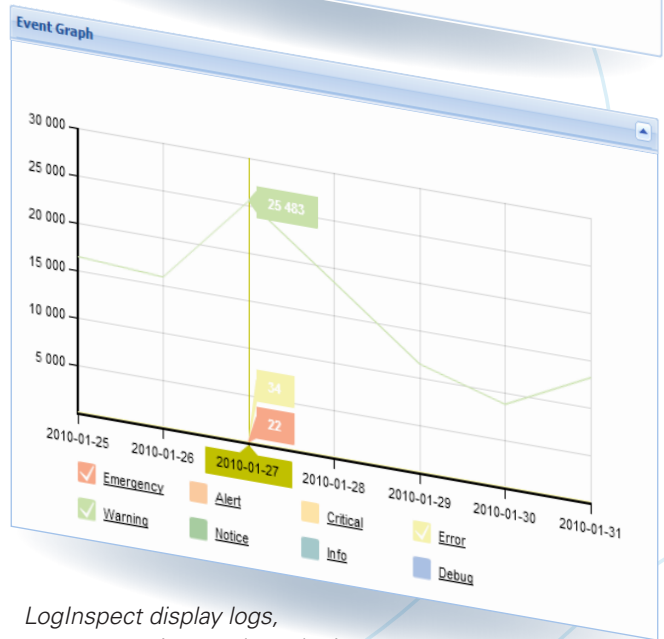 Event Graph
30 000
25 000
20 000
15 000
10 000
5 000
25 483
34
22
2010-01-25
2010-01-26
2010-01-27
2010-01-28
2010-01-29
2010-01-30
2010-01-31
Emergency
Alert
Critical
Error
Warning
Notice
Info
Debug
LogInspect display logs,